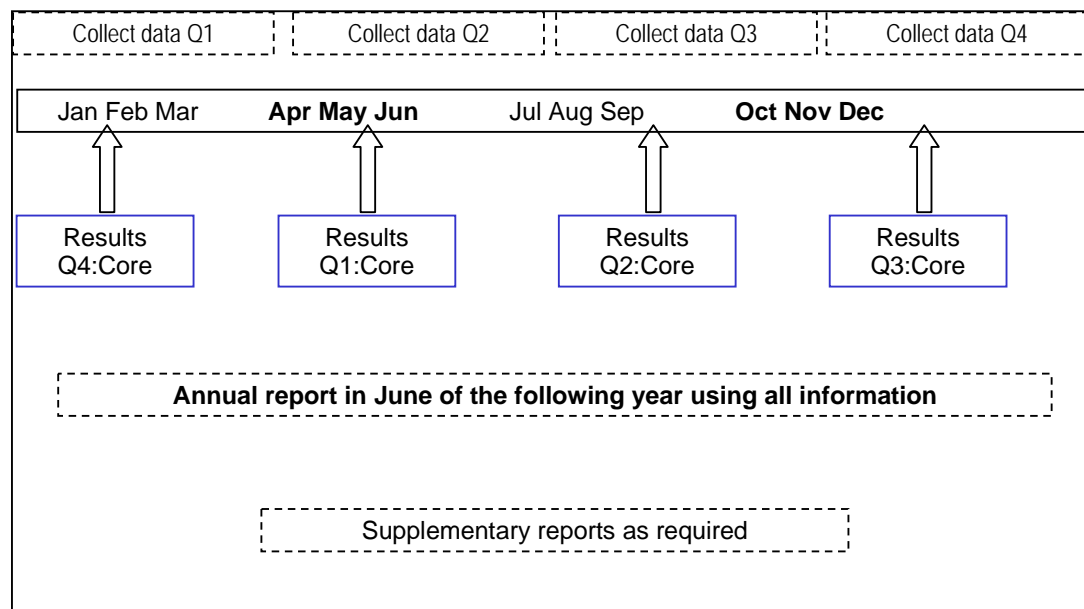 Collect data Q1 Collect data Q2 Collect data Q3 Collect data Q4
Jan Feb Mar Apr May Jun Jul Aug Sep Oct Nov Dec
Results Results Results Results
Q4:Core Q1:Core Q2:Core Q3:Core
Annual report in June of the following year using all information
Supplementary reports as required